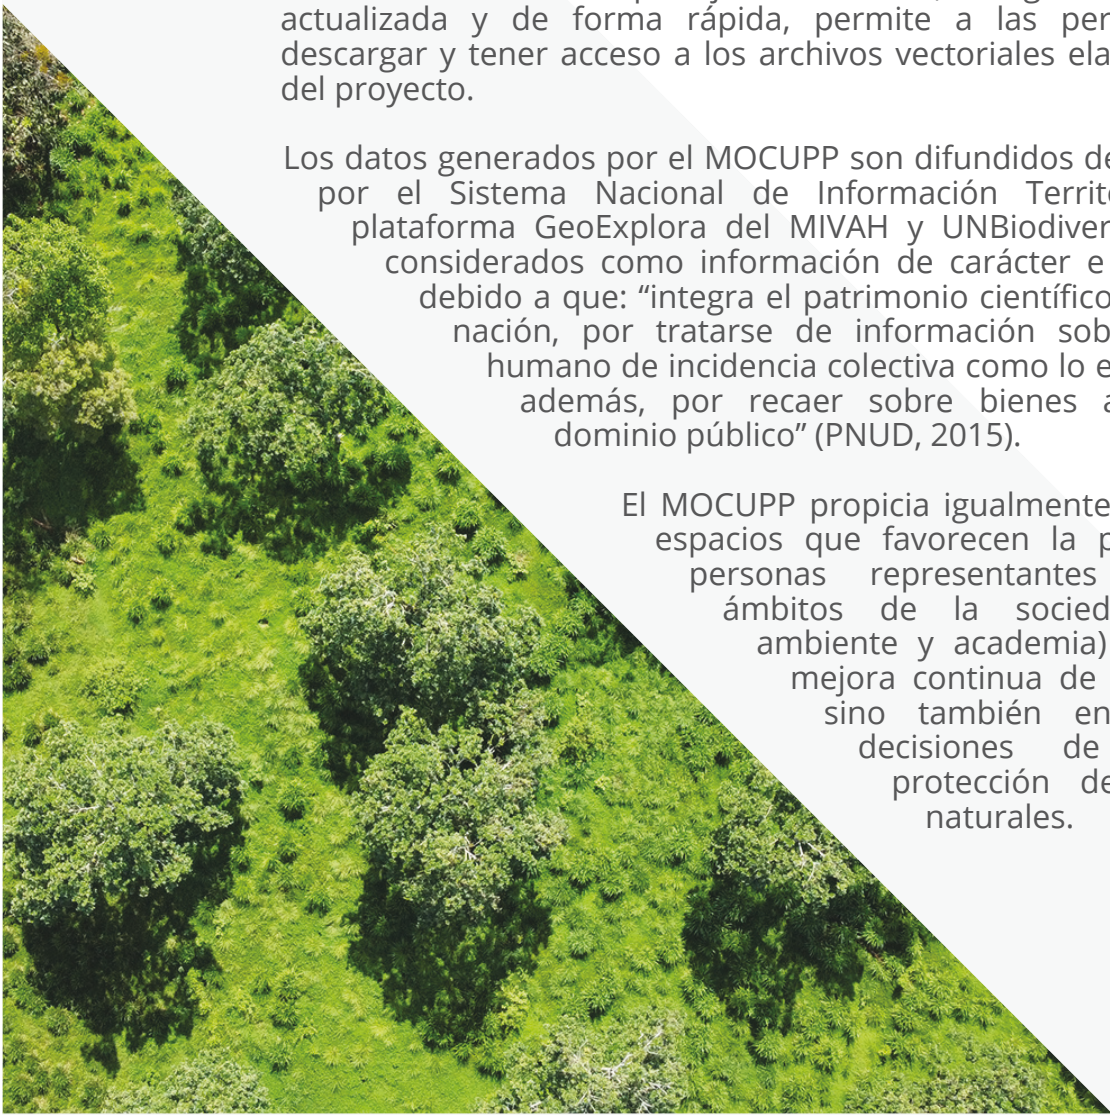 actualizada y de forma rápida, permite a las per
descargar y tener acceso a los archivos vectoriales ela
del proyecto.
Los datos generados por el MOCUPP son difundidos de
por el Sistema Nacional de Información Territo
plataforma GeoExplora del MIVAH y UNBiodiver
considerados como información de carácter e
debido a que: “integra el patrimonio científico
nación, por tratarse de información sob
humano de incidencia colectiva como lo e
además, por recaer sobre bienes a
dominio público” (PNUD, 2015).
El MOCUPP propicia igualmente
espacios que favorecen la p
personas representantes
ámbitos de la socied
ambiente y academia)
mejora continua de
sino también en
decisiones de
protección de
naturales.